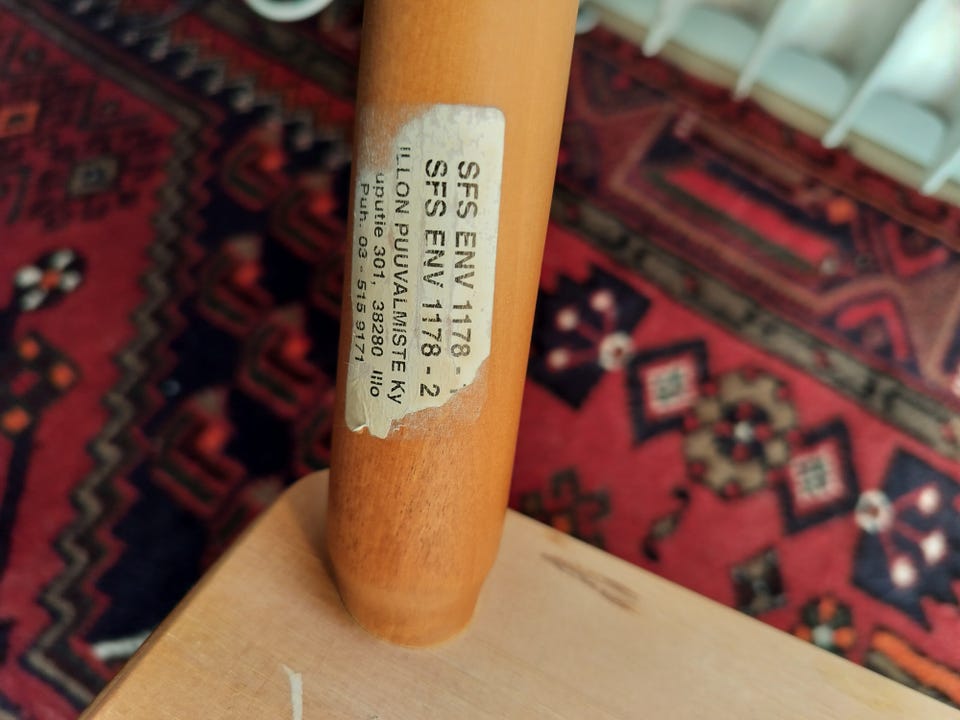 SFS ENV 1178 -
SFS ENV 1178 - 2
ILLON PUUVALMISTE Ky
uputie 301, 38280 Illo
Puh. 03 - 515 9171